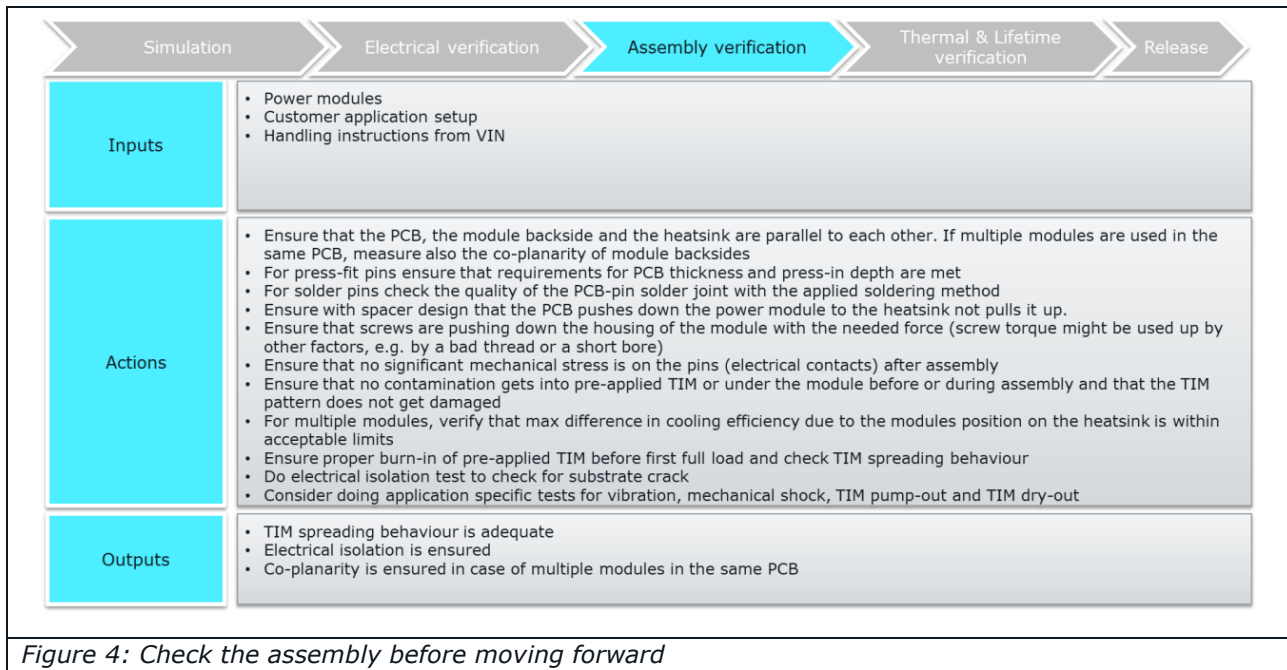 Simulation
Electrical verification
Assembly verification
Thermal & Lifetime
verification
Release
Inputs
• Power modules
• Customer application setup
• Handling instructions from VIN
Actions
• Ensure that the PCB, the module backside and the heatsink are parallel to each other. If multiple modules are used in the
same PCB, measure also the co-planarity of module backsides
• For press-fit pins ensure that requirements for PCB thickness and press-in depth are met
• For solder pins check the quality of the PCB-pin solder joint with the applied soldering method
• Ensure with spacer design that the PCB pushes down the power module to the heatsink not pulls it up.
• Ensure that screws are pushing down the housing of the module with the needed force (screw torque might be used up by
other factors, e.g. by a bad thread or a short bore)
• Ensure that no significant mechanical stress is on the pins (electrical contacts) after assembly
• Ensure that no contamination gets into pre-applied TIM or under the module before or during assembly and that the TIM
pattern does not get damaged
• For multiple modules, verify that max difference in cooling efficiency due to the modules position on the heatsink is within
acceptable limits
• Ensure proper burn-in of pre-applied TIM before first full load and check TIM spreading behaviour
• Do electrical isolation test to check for substrate crack
• Consider doing application specific tests for vibration, mechanical shock, TIM pump-out and TIM dry-out
Outputs
• TIM spreading behaviour is adequate
• Electrical isolation is ensured
• Co-planarity is ensured in case of multiple modules in the same PCB
Figure 4: Check the assembly before moving forward